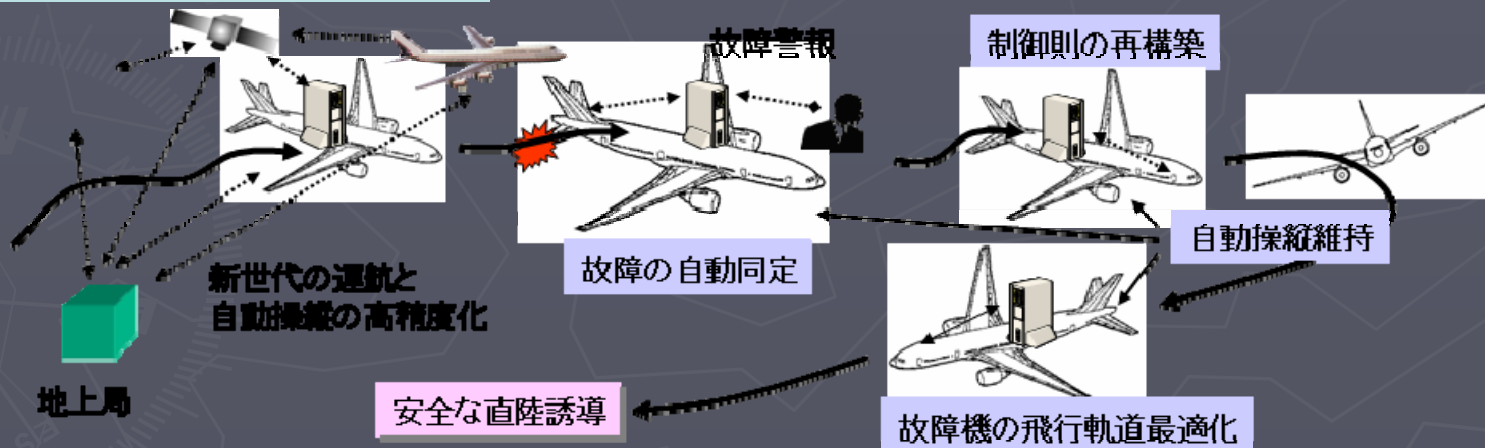 故障警報
制御則の再構築
自動操縦維持
故障の自動同定
新世代の運航と
自動操縦の高精度化
地上局
安全な直陸誘導
故障機の飛行軌道最適化